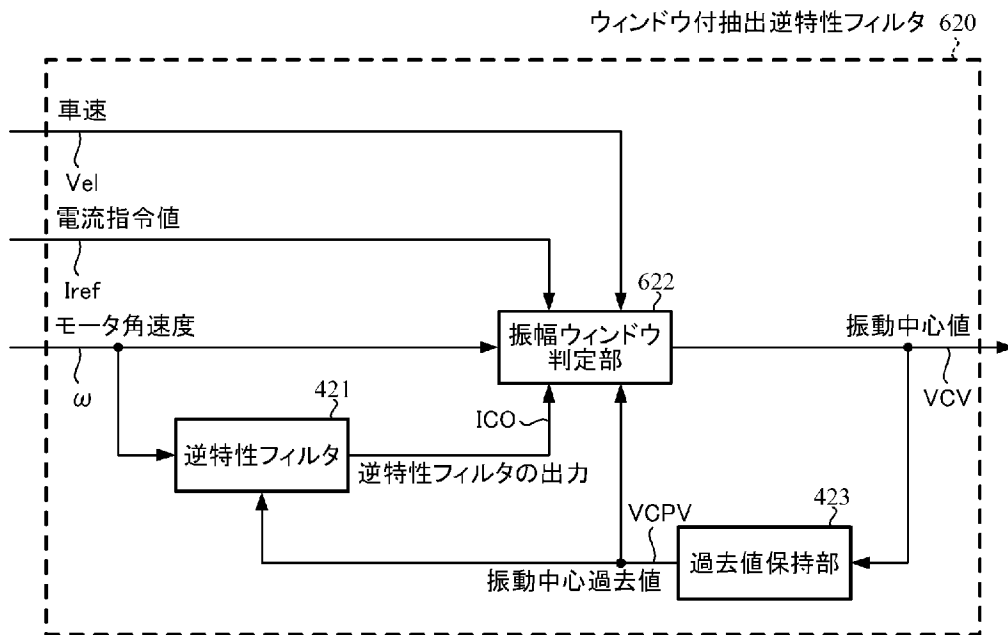 ウィンドウ付抽出逆特性フィルタ 620
車速
Vel
電流指令値
Iref
622
モータ角速度
振幅ウィンドウ
判定部
振動中心値
ω
VCV
421
ICO
逆特性フィルタ
逆特性フィルタの出力
VCPV
423
過去値保持部
振動中心過去値